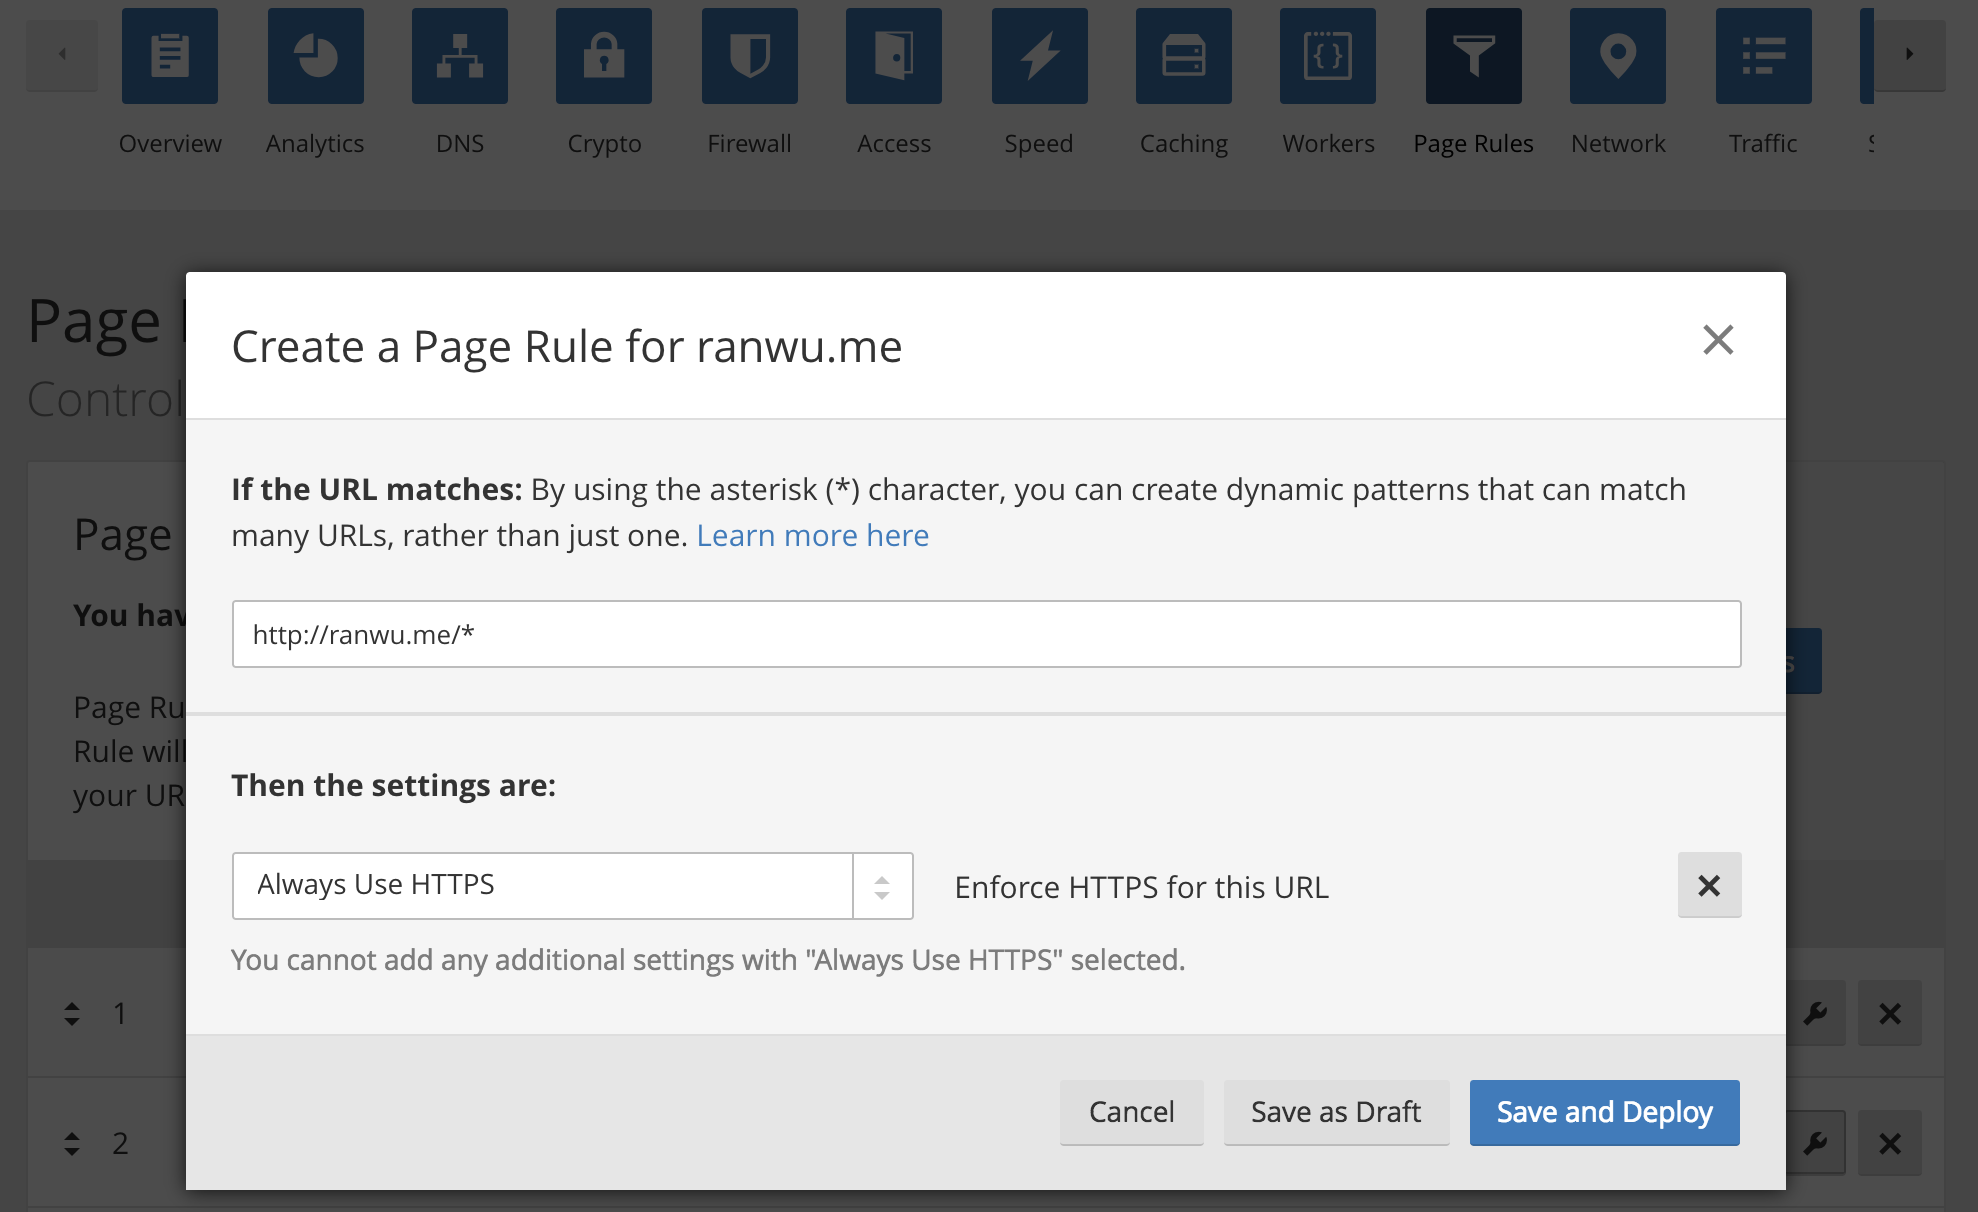 Overview Analytics DNS Crypto Firewall Access Speed Caching Workers Page Rules Network Traffic
Page
Control
Create a Page Rule for ranwu.me
If the URL matches: By using the asterisk (*) character, you can create dynamic patterns that can match
many URLs, rather than just one. Learn more here
Page
You hav
http://ranwu.me/*
s
Page Ru
Rule will
your UR
Then the settings are:
Always Use HTTPS Enforce HTTPS for this URL
You cannot add any additional settings with "Always Use HTTPS" selected.
1
Cancel Save as Draft Save and Deploy
2